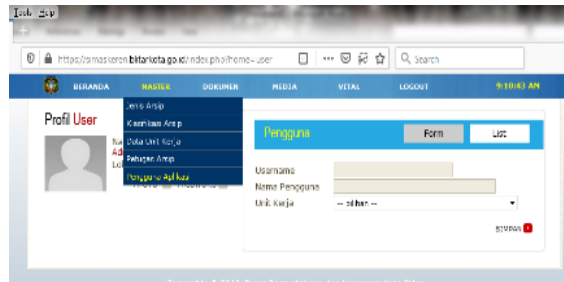 Tools Help
https://simaskeren.blitarkota.go.id/index.php?home=user
Search
BERANDA MASTER DOKUMEN MEDIA VITAL LOGOUT 9:10:43 AM
Jenis Arsip
Klasifikasi Arsip
Data Unit Kerja
Petugas Arsip
Pengguna Aplikasi
Profil User
Pengguna
Form
List
Username
Nama Pengguna
Unit Kerja
-- pilihan --
SIMPAN